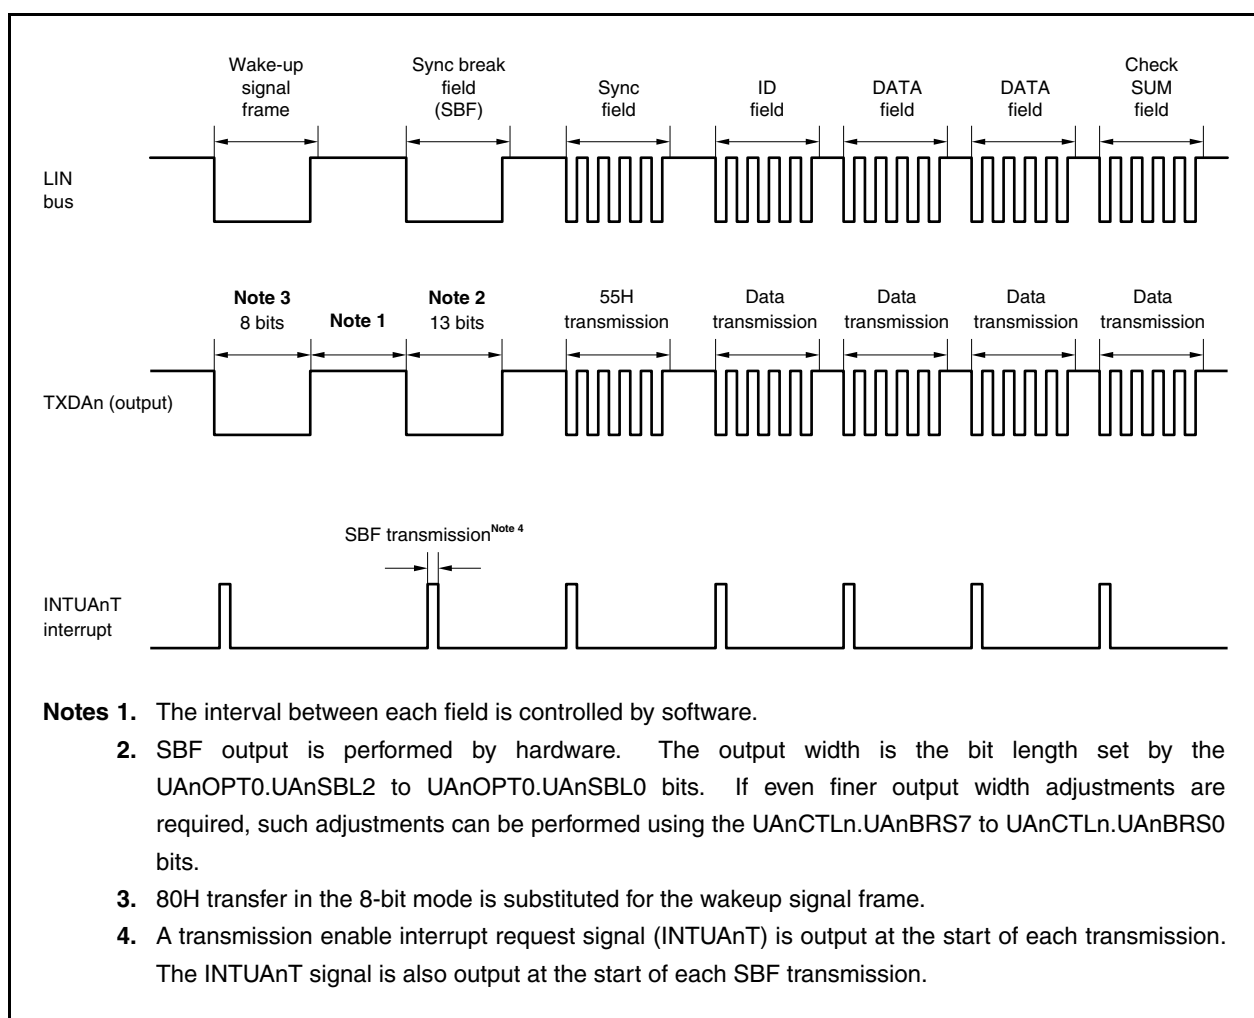 Wake-up
signal
frame
Sync break
field
(SBF)
Sync
field
ID
field
DATA
field
DATA
field
Check
SUM
field
LIN
bus
Note 3
8 bits
Note 1
Note 2
13 bits
55H
transmission
Data
transmission
Data
transmission
Data
transmission
Data
transmission
TXDAn (output)
SBF transmission Note 4
INTUAnT
interrupt
Notes 1. The interval between each field is controlled by software.
2. SBF output is performed by hardware. The output width is the bit length set by the
UAnOPT0.UAnSBL2 to UAnOPT0.UAnSBL0 bits. If even finer output width adjustments are
required, such adjustments can be performed using the UAnCTLn.UAnBRS7 to UAnCTLn.UAnBRS0
bits.
3. 80H transfer in the 8-bit mode is substituted for the wakeup signal frame.
4. A transmission enable interrupt request signal (INTUAnT) is output at the start of each transmission.
The INTUAnT signal is also output at the start of each SBF transmission.